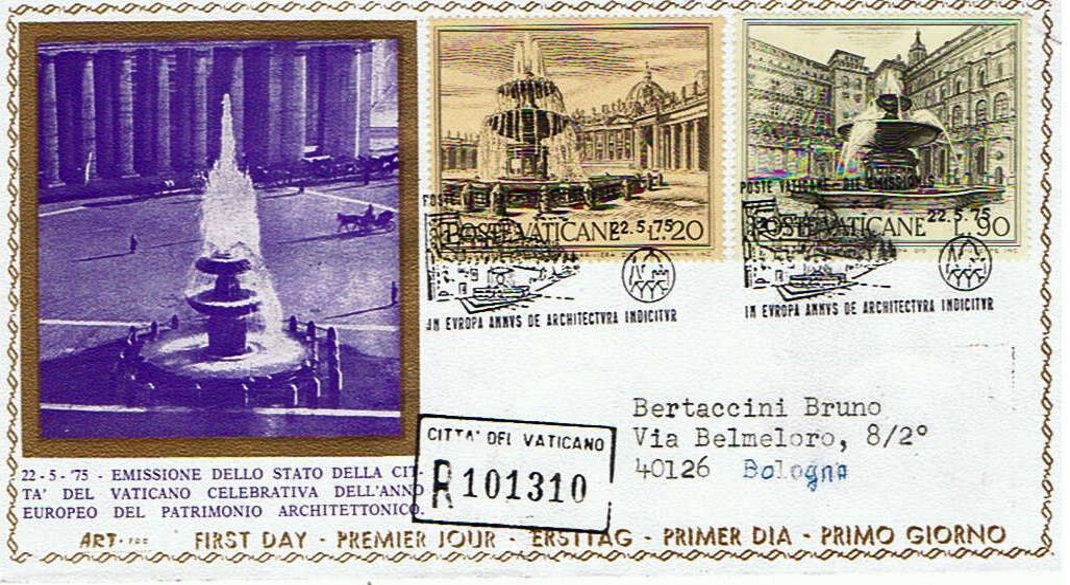 POSTE VATICANE L.20
POSTE VATICANE L.90
22.5.75
POSTE VATICANE - DIE EMISSIONIS
22.5.75
IN EVROPA ANNVS DE ARCHITECTVRA INDICITVR
IN EVROPA ANNVS DE ARCHITECTVRA INDICITVR
Bertaccini Bruno
Via Belmeloro, 8/2°
40126 Bologna
CITTA' DEL VATICANO
R 101310
22 - 5 - '75 - EMISSIONE DELLO STATO DELLA CIT-
TA' DEL VATICANO CELEBRATIVA DELL'ANNO
EUROPEO DEL PATRIMONIO ARCHITETTONICO.
ART.
FIRST DAY - PREMIER JOUR - ERSTTAG - PRIMER DIA - PRIMO GIORNO